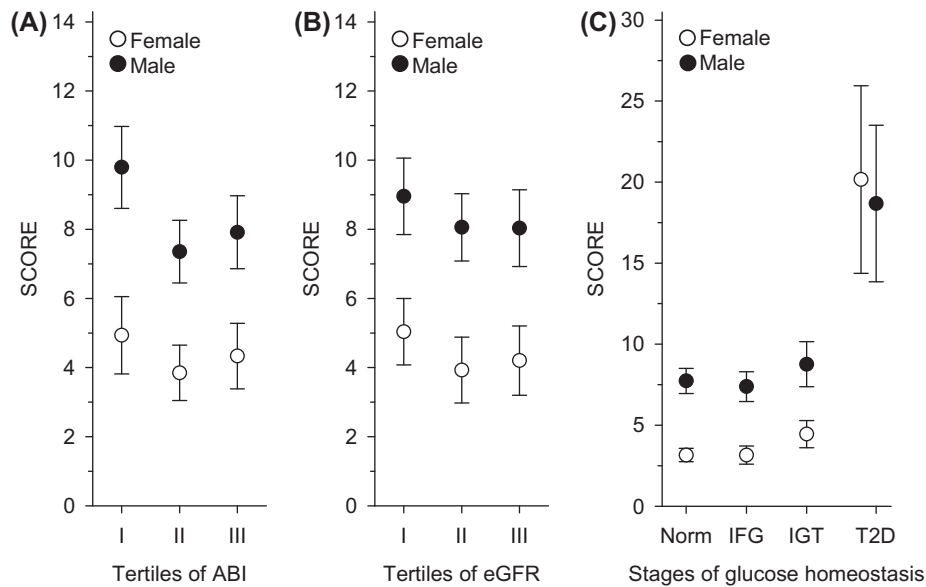 (A)
Female
Male
SCORE
14
12
10
8
6
4
2
0
I II III
Tertiles of ABI
(B)
Female
Male
SCORE
14
12
10
8
6
4
2
0
I II III
Tertiles of eGFR
(C)
Female
Male
SCORE
30
25
20
15
10
5
0
Norm IFG IGT T2D
Stages of glucose homeostasis